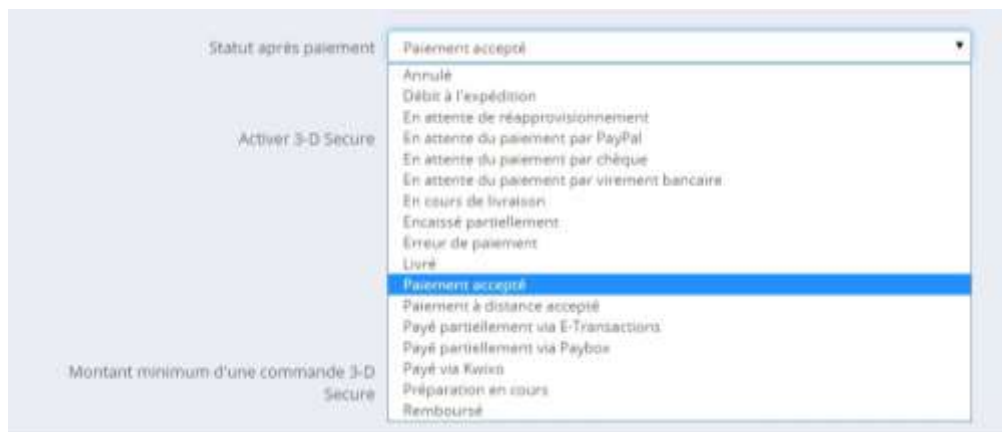 Statut après paiement
Paiement accepté
Annulé
Débit à l'expédition
En attente de réapprovisionnement
Activer 3-D Secure
En attente du paiement par PayPal
En attente du paiement par chèque
En attente du paiement par virement bancaire
En cours de livraison
Encaissé partiellement
Erreur de paiement
Livré
Paiement accepté
Paiement à distance accepté
Payé partiellement via E-Transactions
Payé partiellement via Paybox
Montant minimum d'une commande 3-D
Secure
Payé via Kwixo
Préparation en cours
Remboursé